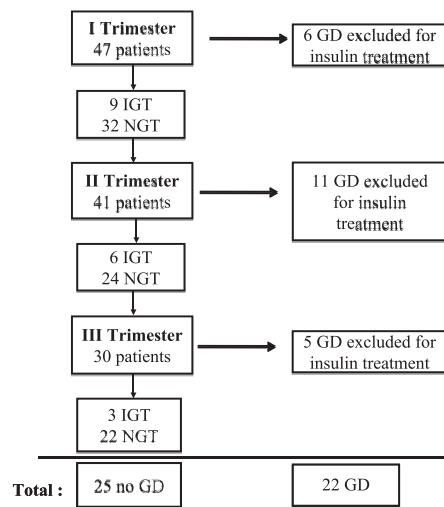 I Trimester
47 patients
6 GD excluded for
insulin treatment
9 IGT
32 NGT
II Trimester
41 patients
11 GD excluded
for insulin
treatment
6 IGT
24 NGT
III Trimester
30 patients
5 GD excluded for
insulin treatment
3 IGT
22 NGT
Total :
25 no GD
22 GD